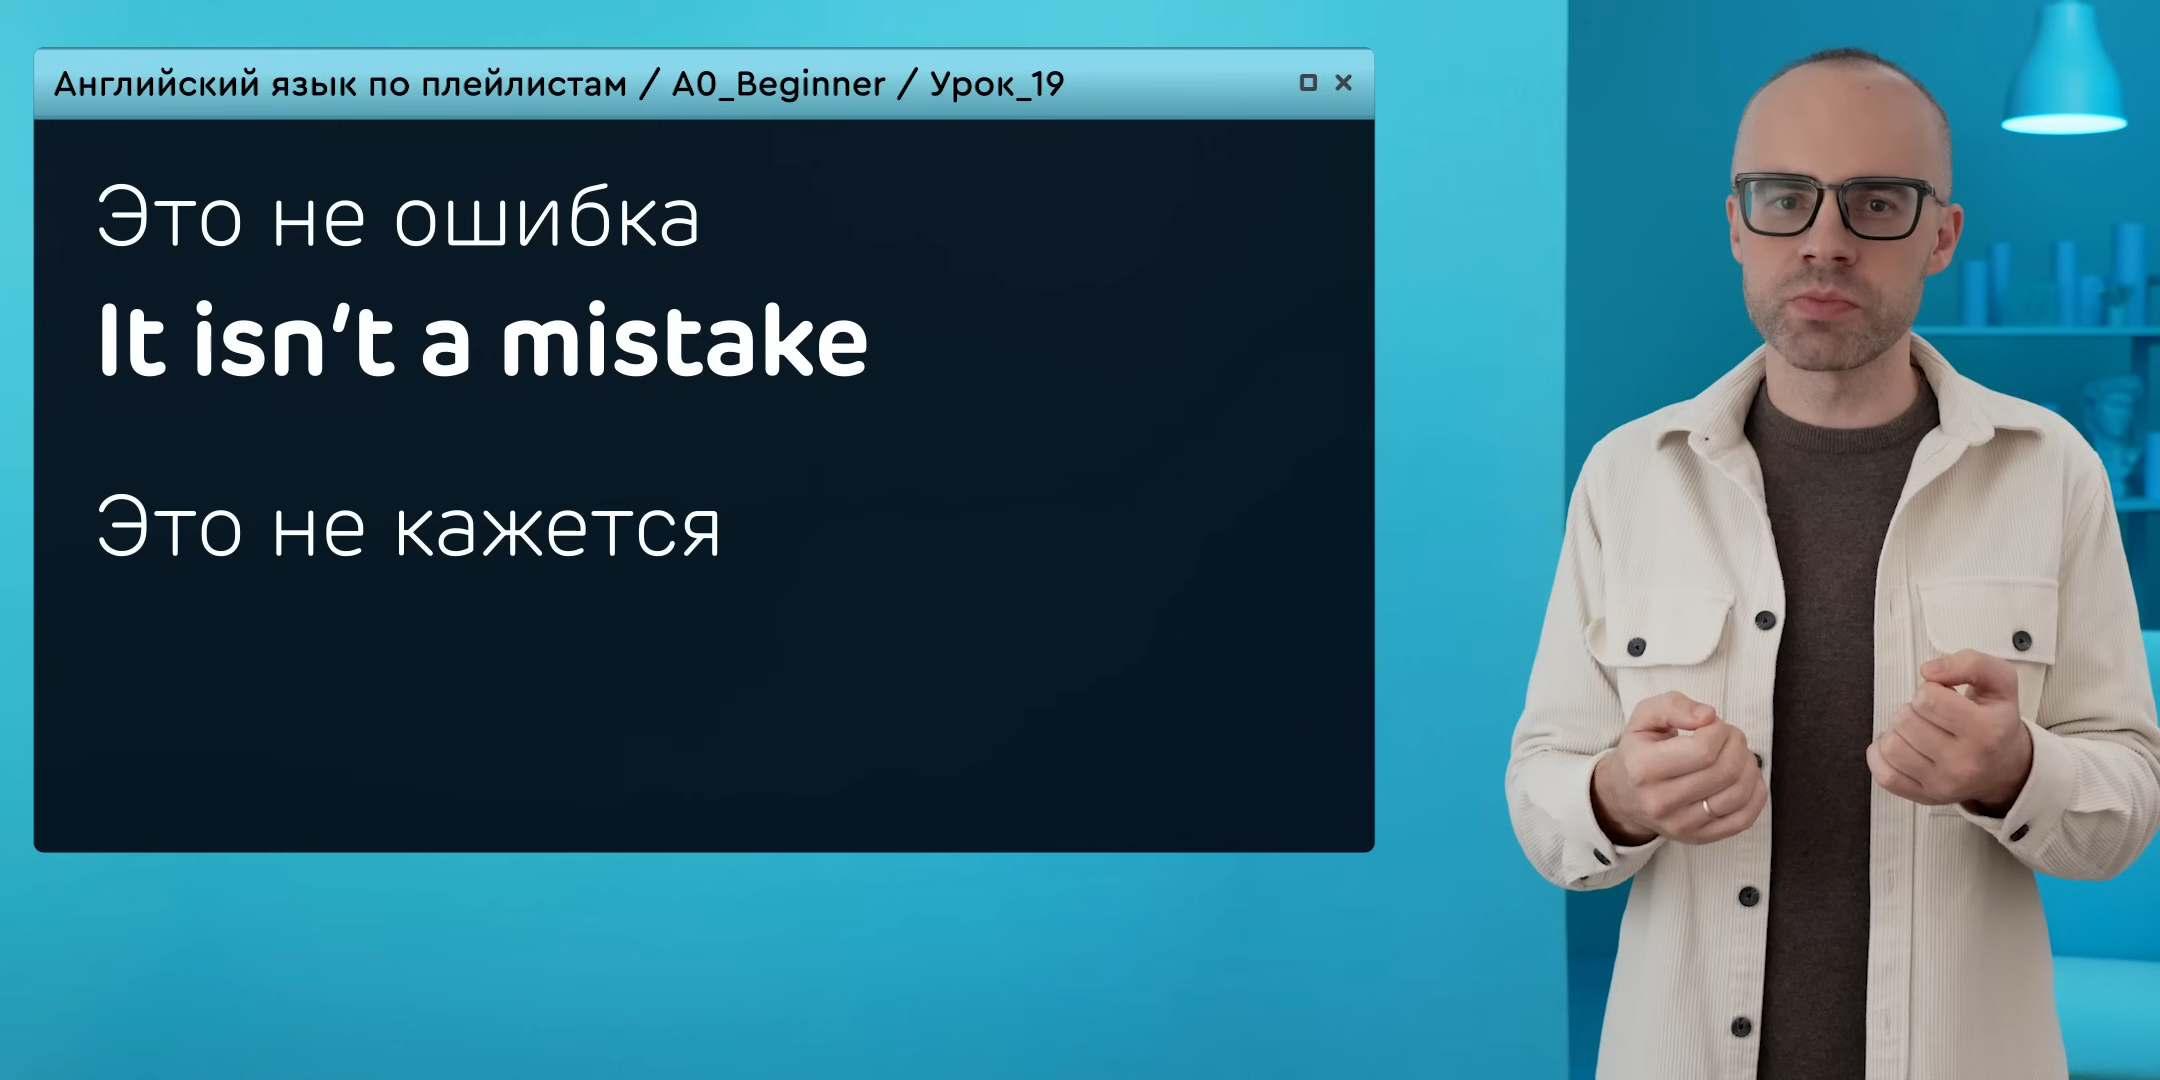 Английский язык по плейлистам / A0_Beginner / Урок_19
Это не ошибка
It isn’t a mistake
Это не кажется